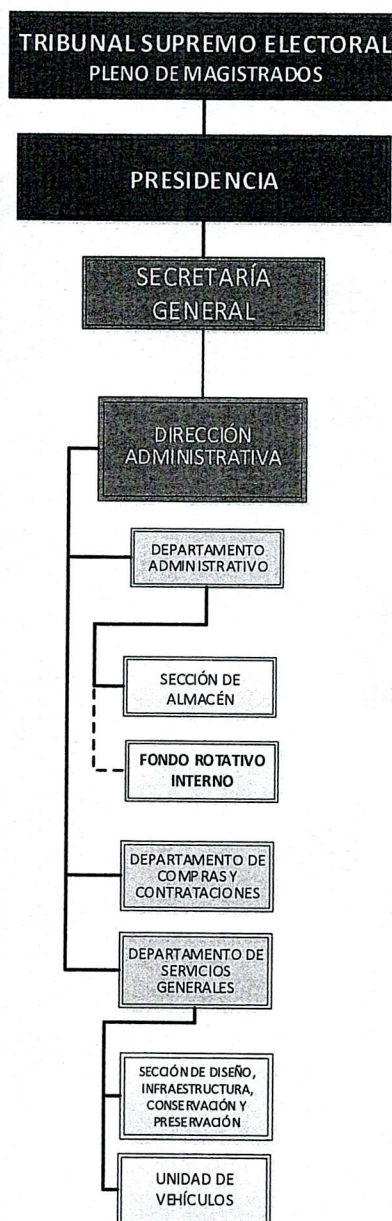 TRIBUNAL SUPREMO ELECTORAL
PLENO DE MAGISTRADOS
PRESIDENCIA
SECRETARÍA
GENERAL
DIRECCIÓN
ADMINISTRATIVA
DEPARTAMENTO
ADMINISTRATIVO
SECCIÓN DE
ALMACÉN
FONDO ROTATIVO
INTERNO
DEPARTAMENTO DE
COMPRAS Y
CONTRATACIONES
DEPARTAMENTO DE
SERVICIOS
GENERALES
SECCIÓN DE DISEÑO,
INFRAESTRUCTURA,
CONSERVACIÓN Y
PRESERVACIÓN
UNIDAD DE
VEHÍCULOS